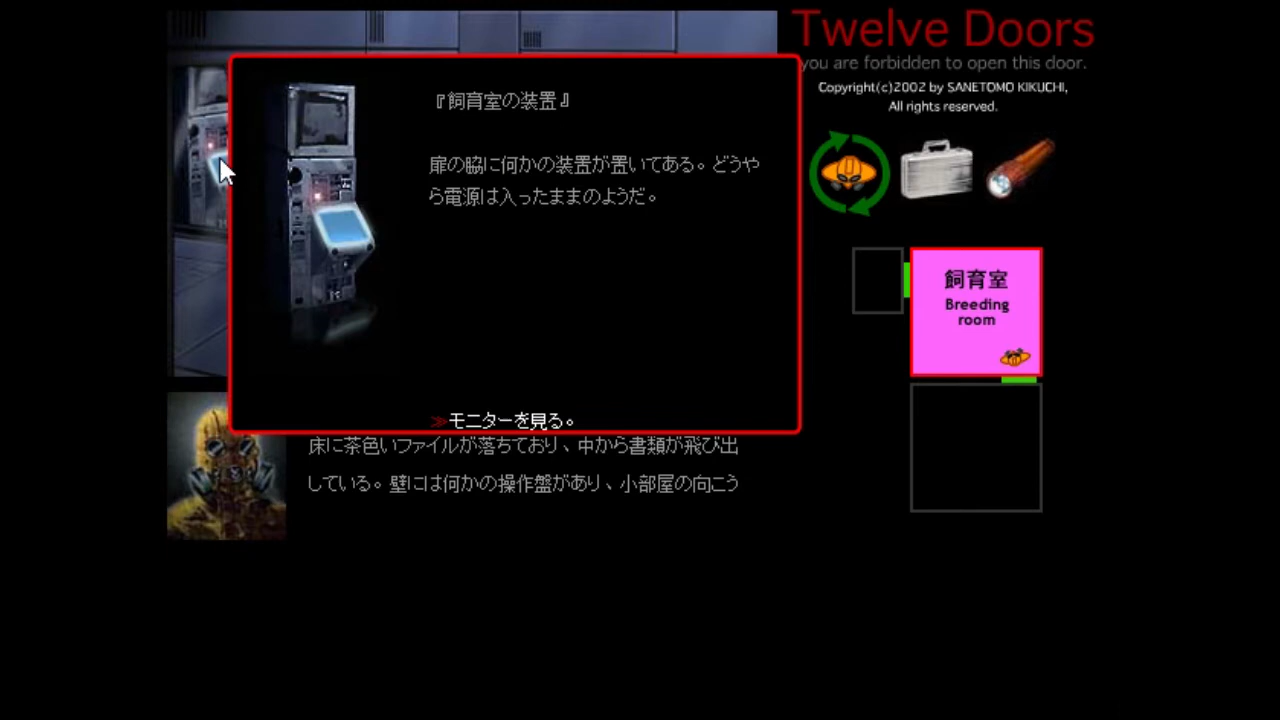 Twelve Doors
you are forbidden to open this door.
Copyright(c)2002 by SANETOMO KIKUCHI,
All rights reserved.
『飼育室の装置』
扉の脇に何かの装置が置いてある。どうや
ら電源は入ったままのようだ。
≫モニターを見る。
床に茶色いファイルが落ちており、中から書類が飛び出
している。壁には何かの操作盤があり、小部屋の向こう
飼育室
Breeding
room